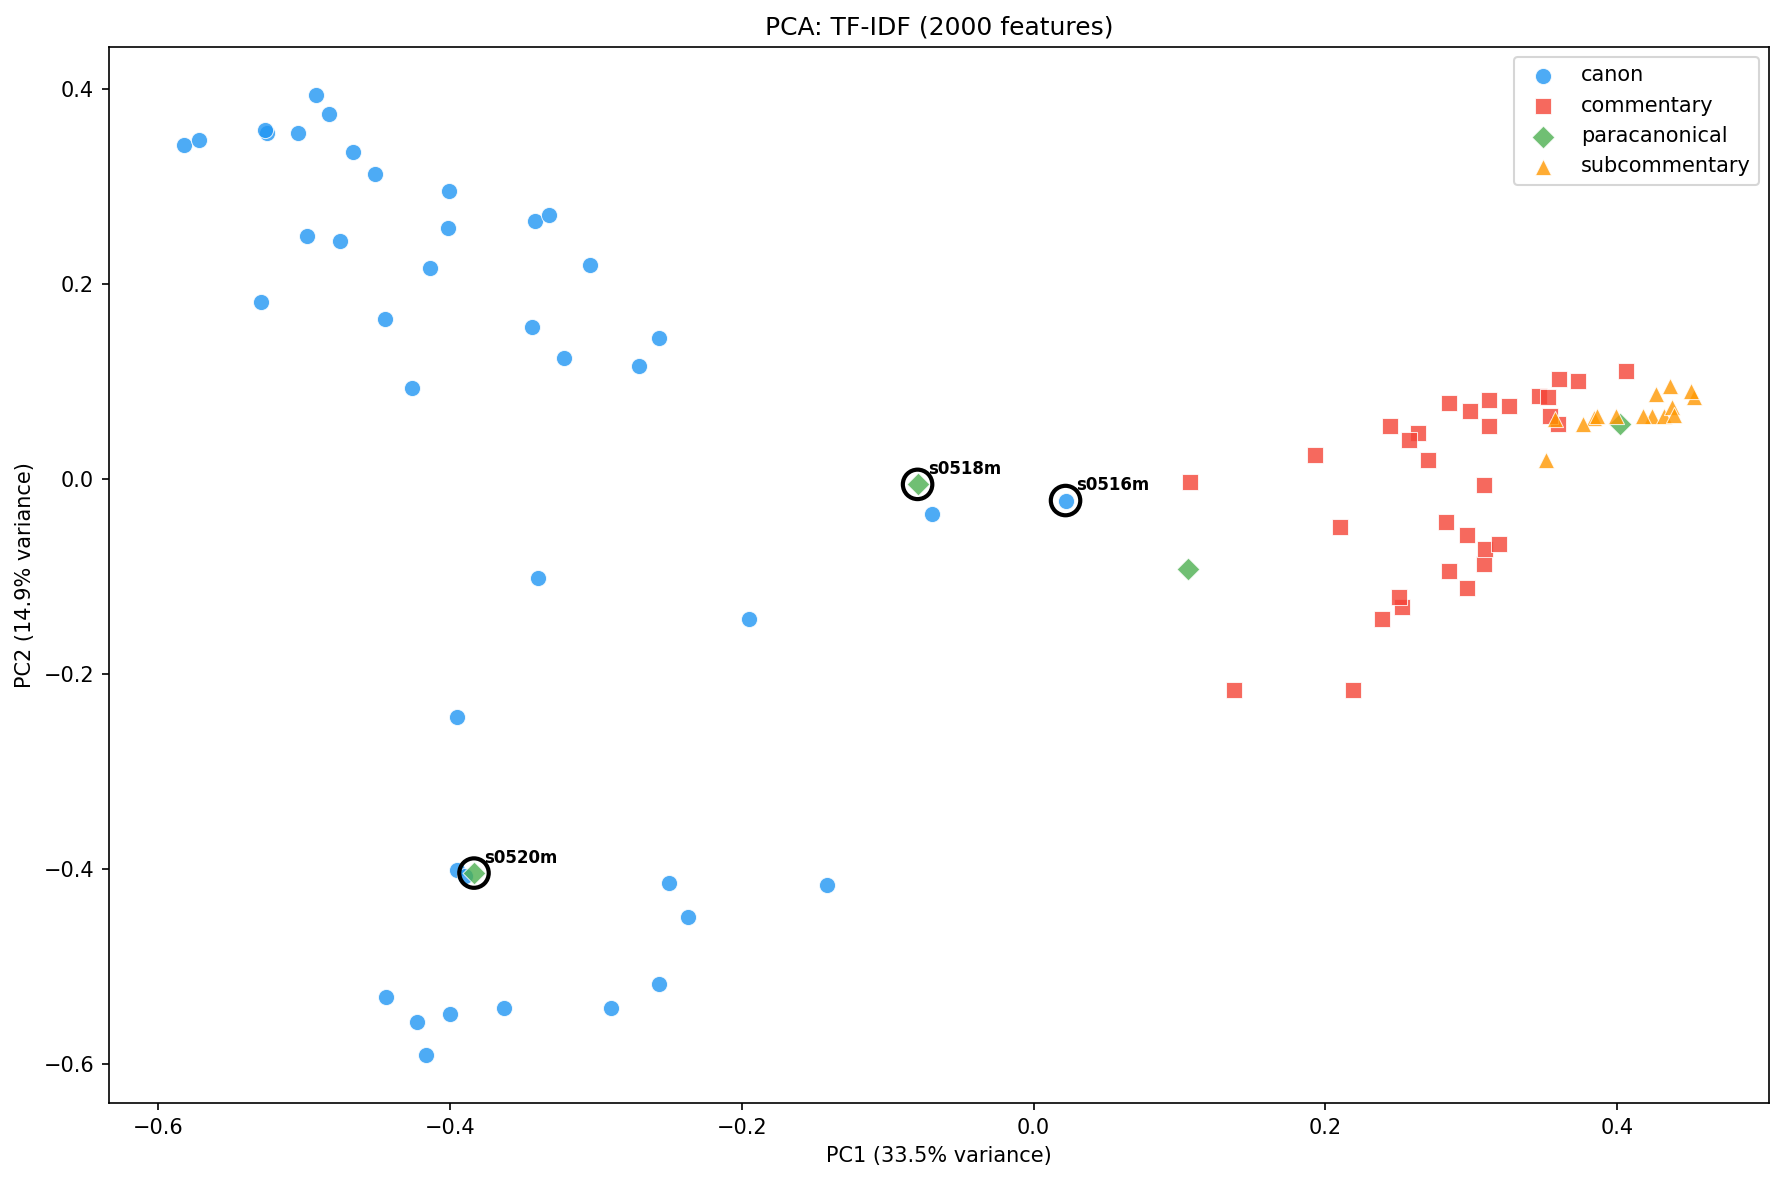 PCA: TF-IDF (2000 features)
canon
commentary
paracanonical
subcommentary
0.4
0.2
0.0
−0.2
−0.4
−0.6
PC2 (14.9% variance)
s0518m
s0516m
s0520m
−0.6
−0.4
−0.2
0.0
0.2
0.4
PC1 (33.5% variance)